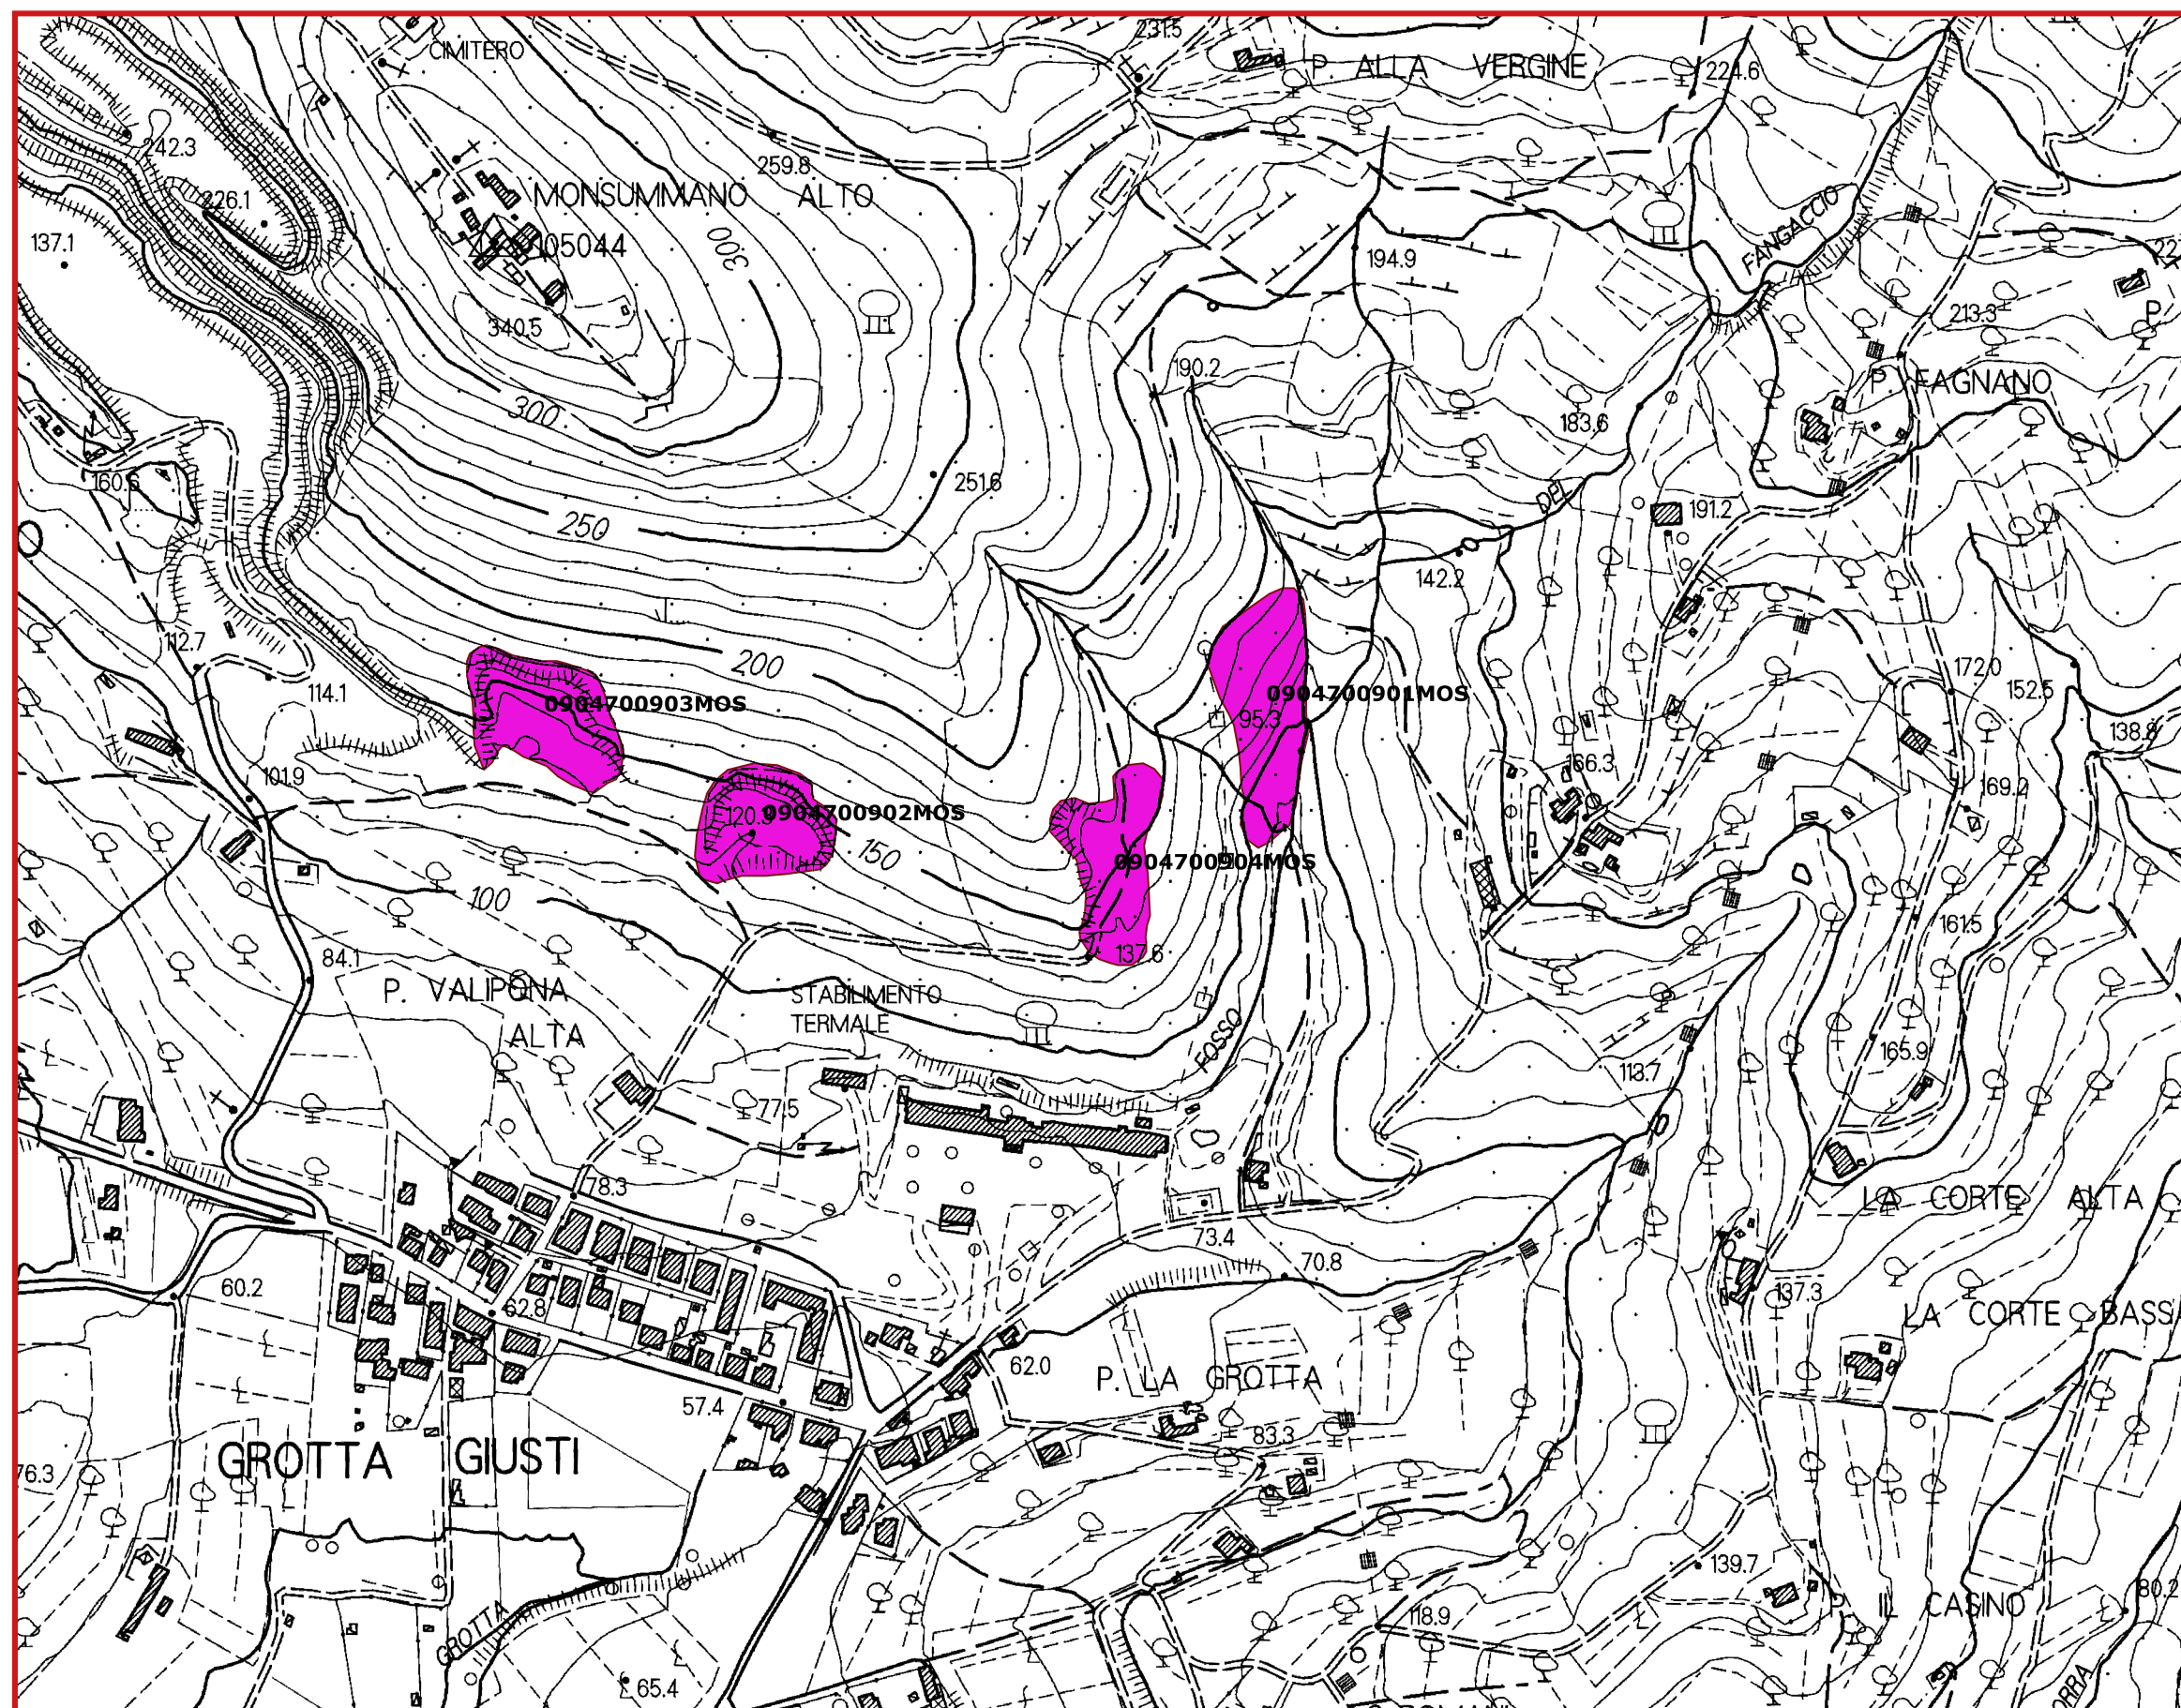 CIMITERO
231.5
P. ALLA VERGINE
224.6
242.3
259.8
226.1
MONSUMMANO ALTO
137.1
105044
300
FANGACCIO
194.9
340.5
213.3
P.
190.2
300
P. FAGNANO
183.6
251.6
160.6
DEL
191.2
250
142.2
112.7
200
172.0
114.1
0904700903MOS
0904700901MOS
152.5
95.3
138.8
101.9
166.3
169.2
0904700902MOS
150
0904700904MOS
100
161.5
84.1
137.6
P. VALIPONA
ALTA
STABILIMENTO
TERMALE
FOSSO
165.9
113.7
77.5
78.3
LA CORTE ALTA
73.4
70.8
60.2
137.3
62.8
LA CORTE BASSA
62.0
P. LA GROTTA
57.4
83.3
GROTTA GIUSTI
76.3
139.7
GROTTA
118.9
P. IL CASINO
80.2
65.4